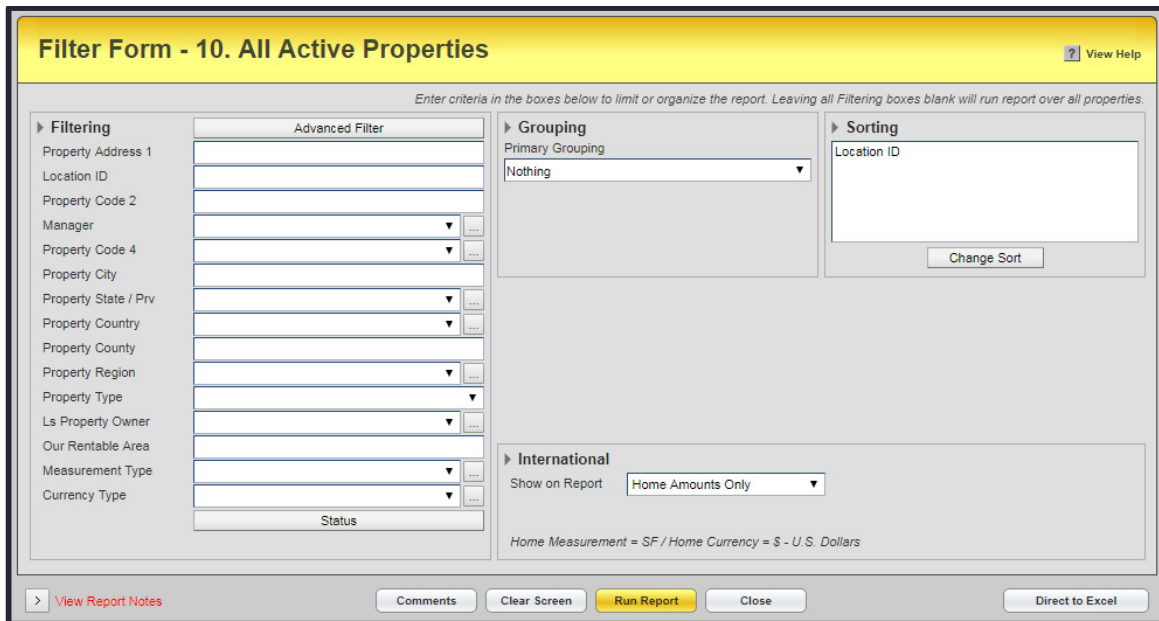 Filter Form - 10. All Active Properties
? View Help
Enter criteria in the boxes below to limit or organize the report. Leaving all Filtering boxes blank will run report over all properties.
Filtering
Advanced Filter
Property Address 1
Location ID
Property Code 2
Manager
...
Property Code 4
...
Property City
Property State / Prv
...
Property Country
...
Property County
Property Region
...
Property Type
Ls Property Owner
...
Our Rentable Area
Measurement Type
...
Currency Type
...
Status
Grouping
Primary Grouping
Nothing
Sorting
Location ID
Change Sort
International
Show on Report Home Amounts Only
Home Measurement = SF / Home Currency = $ - U.S. Dollars
> View Report Notes
Comments
Clear Screen
Run Report
Close
Direct to Excel